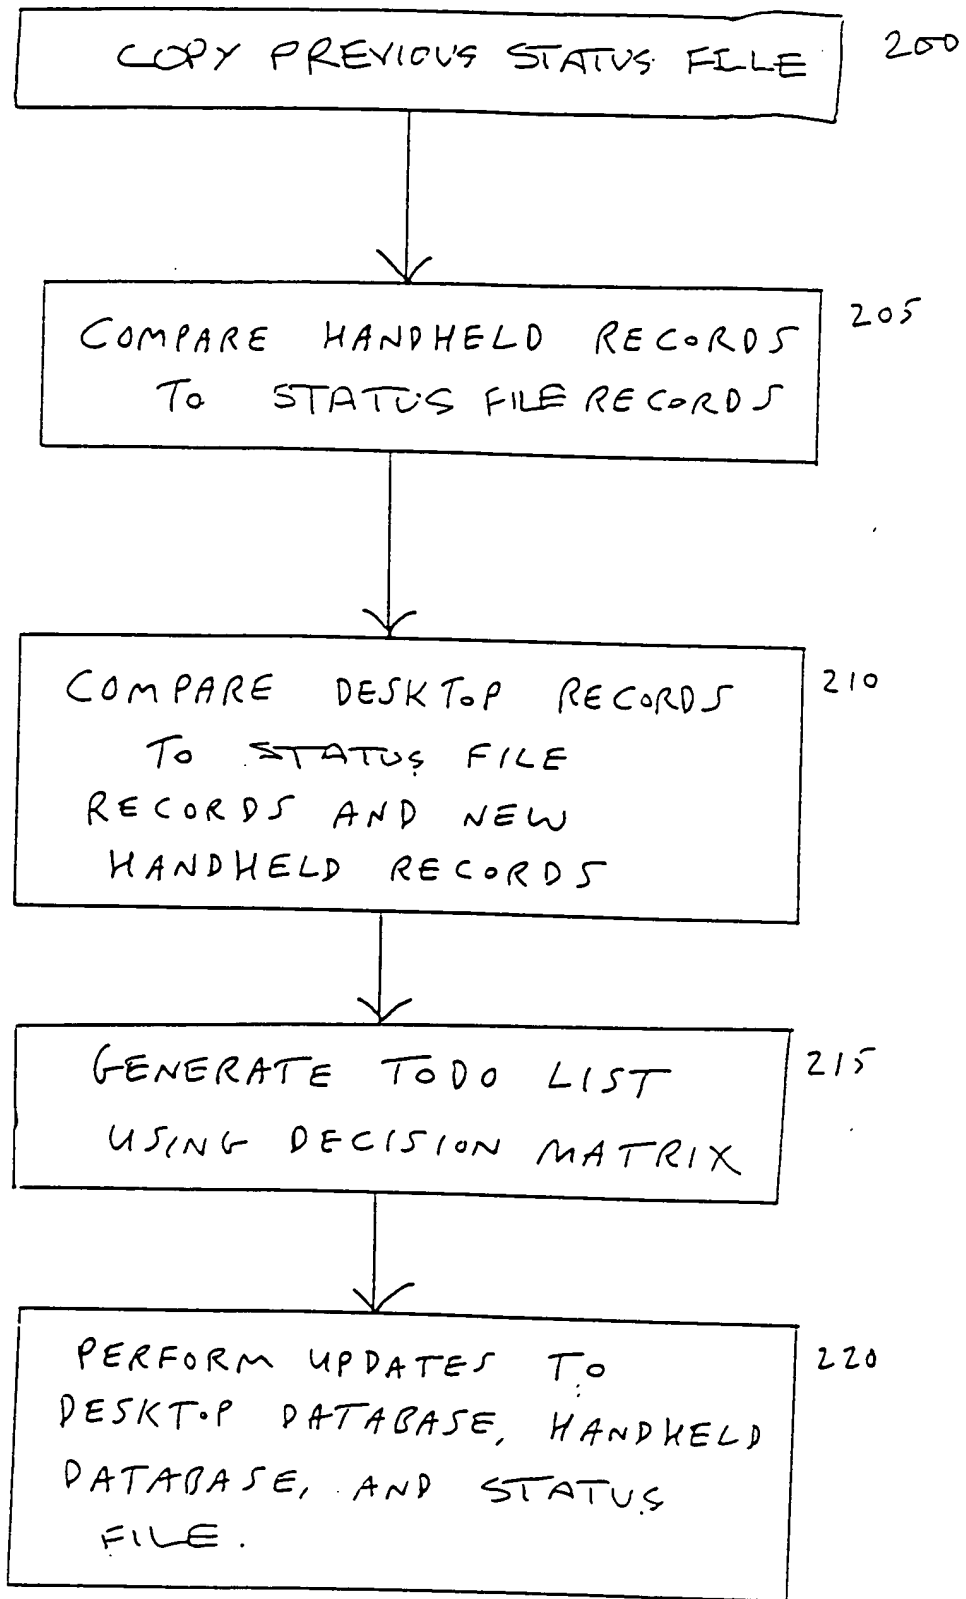 COPY PREVIOUS STATUS FILE 200
COMPARE HANDHELD RECORDS 205
TO STATUS FILE RECORDS
COMPARE DESKTOP RECORDS 210
TO STATUS FILE
RECORDS AND NEW
HANDHELD RECORDS
GENERATE TODO LIST 215
USING DECISION MATRIX
PERFORM UPDATES TO 220
DESKTOP DATABASE, HANDHELD
DATABASE, AND STATUS
FILE.